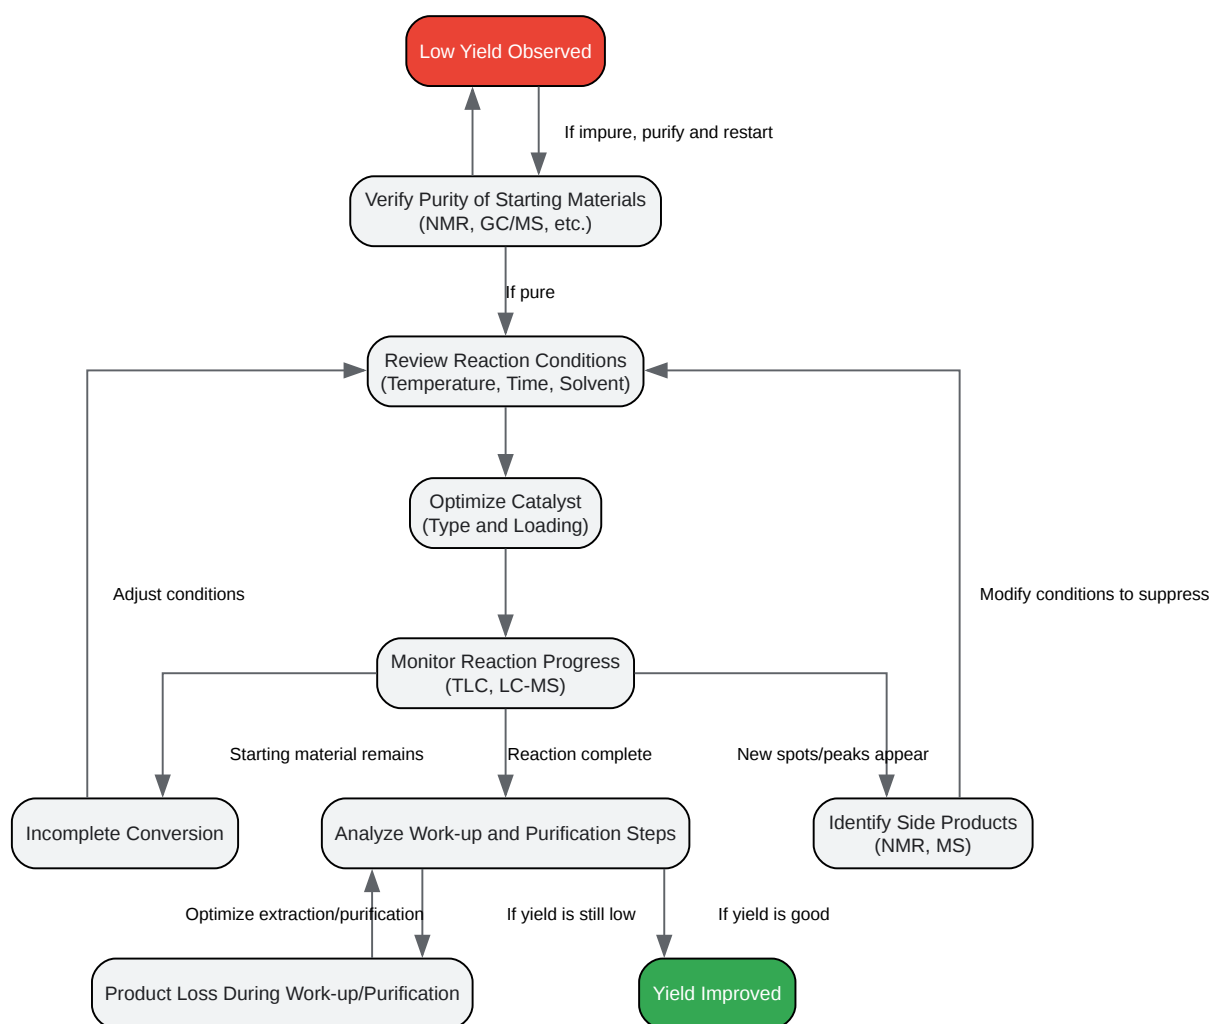 Low Yield Observed
If impure, purify and restart
Verify Purity of Starting Materials
(NMR, GC/MS, etc.)
If pure
Review Reaction Conditions
(Temperature, Time, Solvent)
Optimize Catalyst
(Type and Loading)
Adjust conditions
Modify conditions to suppress
Monitor Reaction Progress
(TLC, LC-MS)
Starting material remains
Reaction complete
New spots/peaks appear
Incomplete Conversion
Analyze Work-up and Purification Steps
Identify Side Products
(NMR, MS)
Optimize extraction/purification
If yield is still low
If yield is good
Product Loss During Work-up/Purification
Yield Improved